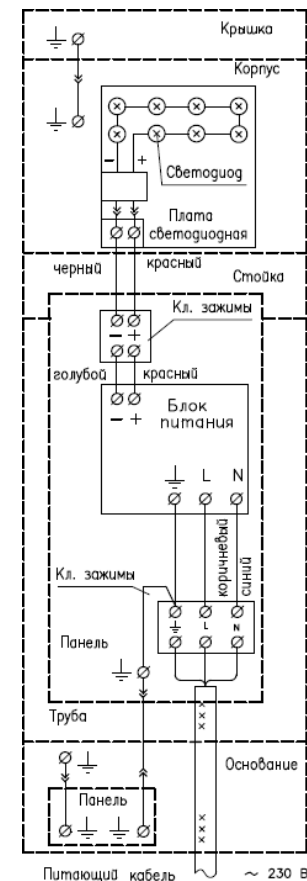 Крышка
Корпус
− +
Светодиод
Плата
светодиодная
черный красный
Стойка
Кл. зажимы
− +
голубой красный
− +
Блок
питания
L N
коричневый
синий
Кл. зажимы
L N
Панель
Труба
Основание
Панель
Питающий кабель ~ 230 В